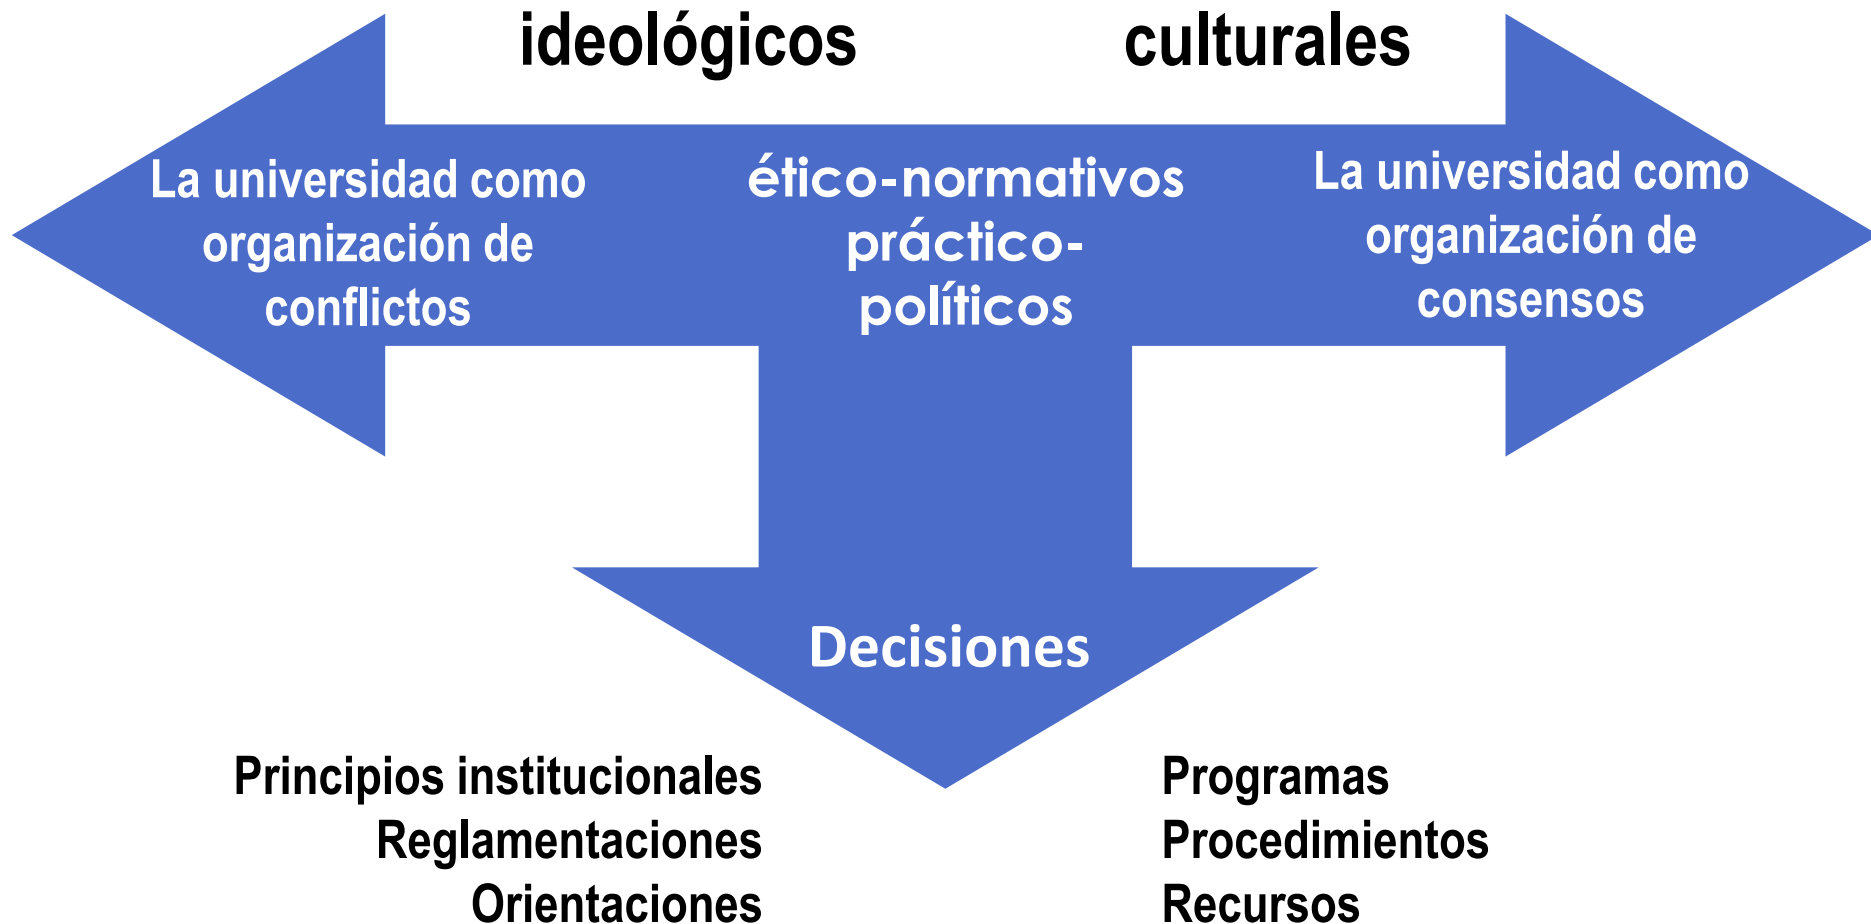 ideológicos culturales
La universidad como
organización de
conflictos
ético-normativos
práctico-
políticos
La universidad como
organización de
consensos
Decisiones
Principios institucionales
Reglamentaciones
Orientaciones
Programas
Procedimientos
Recursos